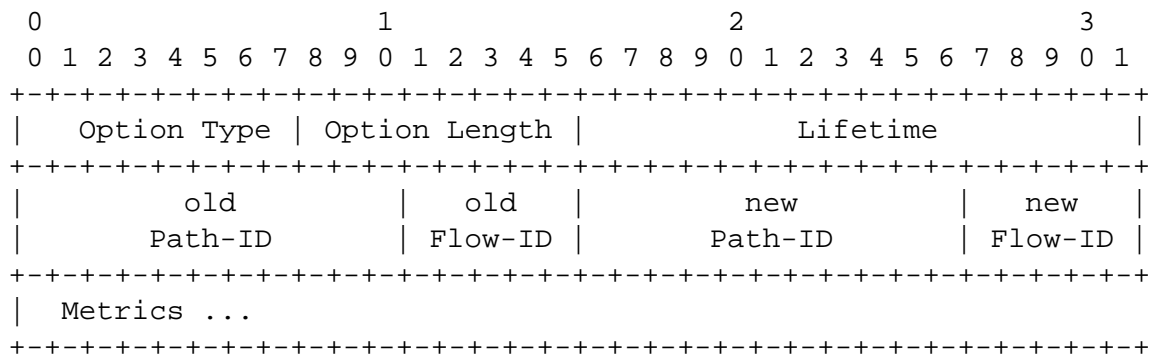 0                   1                   2                   3
 0 1 2 3 4 5 6 7 8 9 0 1 2 3 4 5 6 7 8 9 0 1 2 3 4 5 6 7 8 9 0 1
+-+-+-+-+-+-+-+-+-+-+-+-+-+-+-+-+-+-+-+-+-+-+-+-+-+-+-+-+-+-+-+-+
|   Option Type | Option Length |            Lifetime           |
+-+-+-+-+-+-+-+-+-+-+-+-+-+-+-+-+-+-+-+-+-+-+-+-+-+-+-+-+-+-+-+-+
|         old         |   old   |         new         |   new   |
|       Path-ID       | Flow-ID |       Path-ID       | Flow-ID |
+-+-+-+-+-+-+-+-+-+-+-+-+-+-+-+-+-+-+-+-+-+-+-+-+-+-+-+-+-+-+-+-+
|  Metrics ...
+-+-+-+-+-+-+-+-+-+-+-+-+-+-+-+-+-+-+-+-+-+-+-+-+-+-+-+-+-+-+-+-+